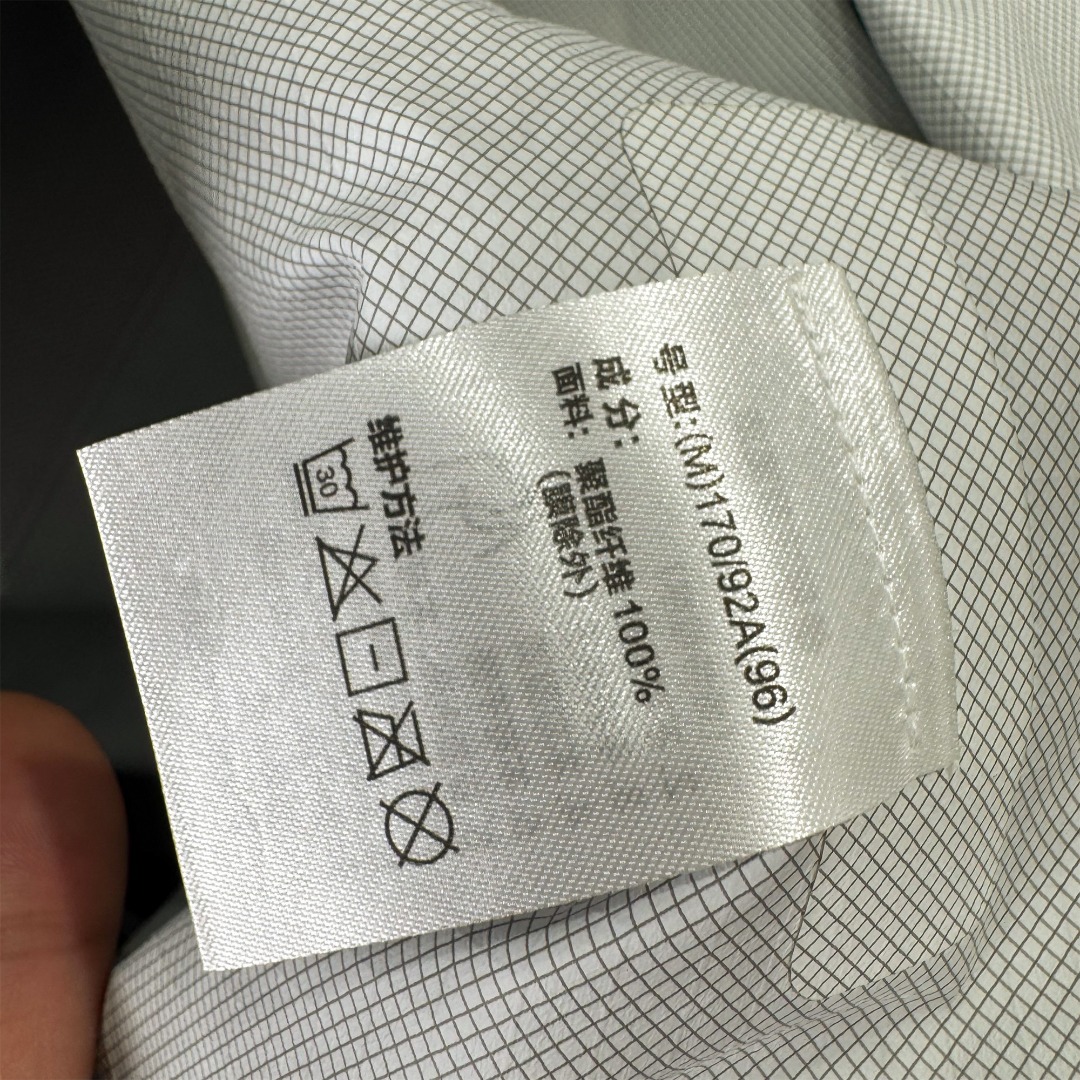 号型:(M)170/92A(96)
成分:
面料: 聚酯纤维 100%
(膜除外)
维护方法
30